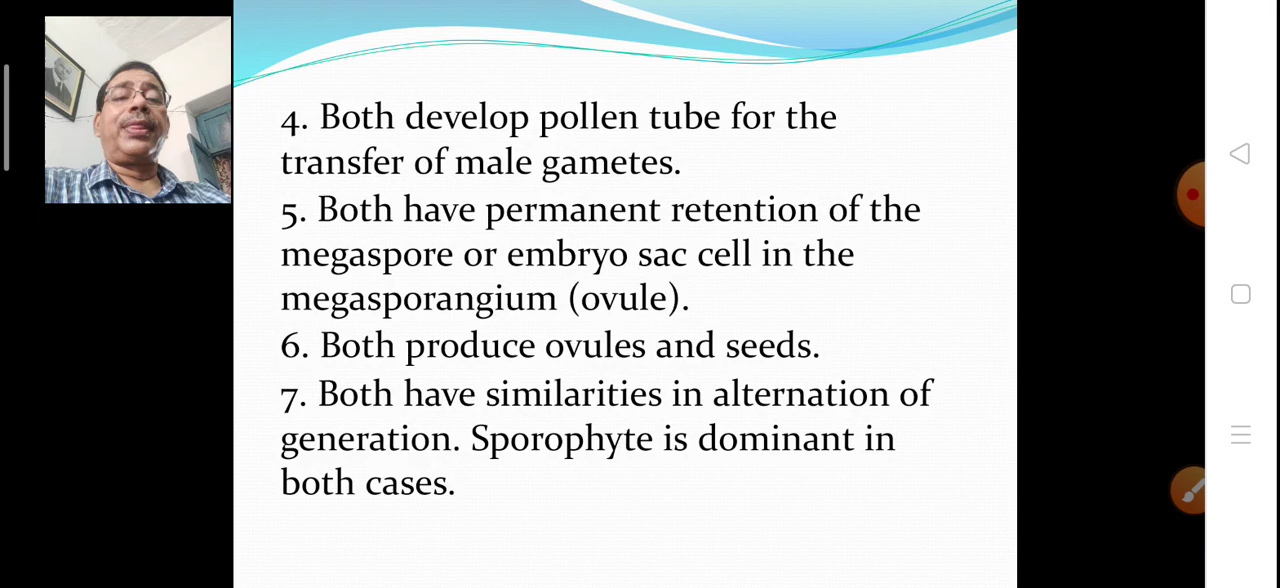 4. Both develop pollen tube for the
transfer of male gametes.
5. Both have permanent retention of the
megaspore or embryo sac cell in the
megasporangium (ovule).
6. Both produce ovules and seeds.
7. Both have similarities in alternation of
generation. Sporophyte is dominant in
both cases.